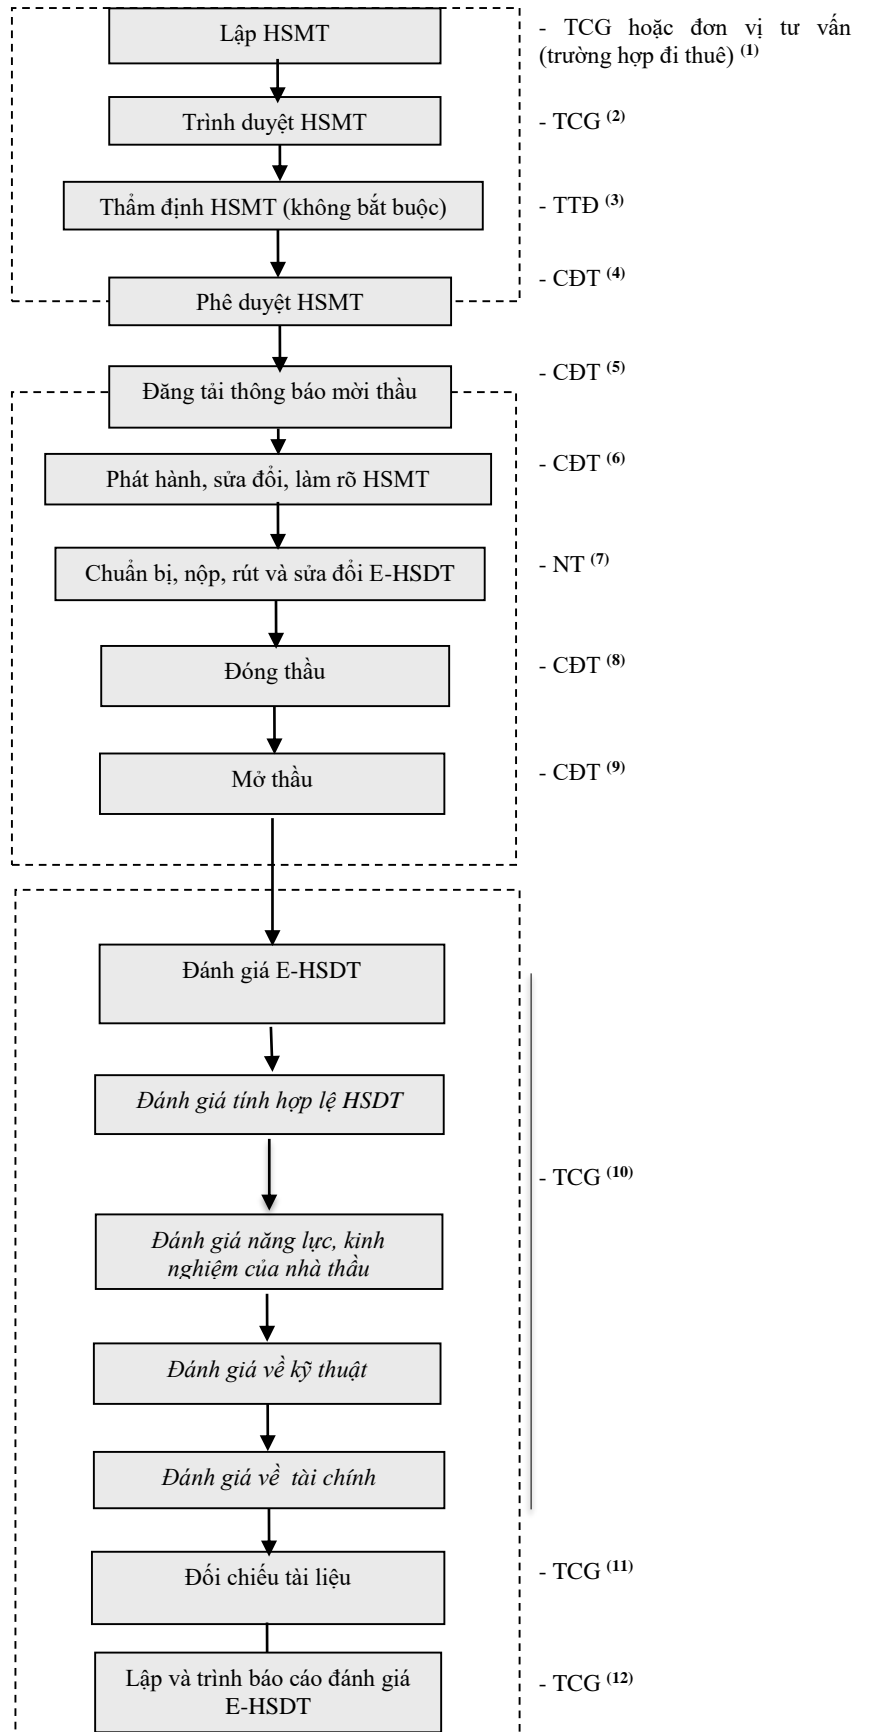 Lập HSMT
- TCG hoặc đơn vị tư vấn
(trường hợp đi thuê) (1)
Trình duyệt HSMT
- TCG (2)
Thẩm định HSMT (không bắt buộc)
- TTĐ (3)
- CĐT (4)
Phê duyệt HSMT
- CĐT (5)
Đăng tải thông báo mời thầu
- CĐT (6)
Phát hành, sửa đổi, làm rõ HSMT
- NT (7)
Chuẩn bị, nộp, rút và sửa đổi E-HSDT
Đóng thầu
- CĐT (8)
Mở thầu
- CĐT (9)
Đánh giá E-HSDT
Đánh giá tính hợp lệ HSDT
- TCG (10)
Đánh giá năng lực, kinh
nghiệm của nhà thầu
Đánh giá về kỹ thuật
Đánh giá về tài chính
Đối chiếu tài liệu
- TCG (11)
Lập và trình báo cáo đánh giá
E-HSDT
- TCG (12)